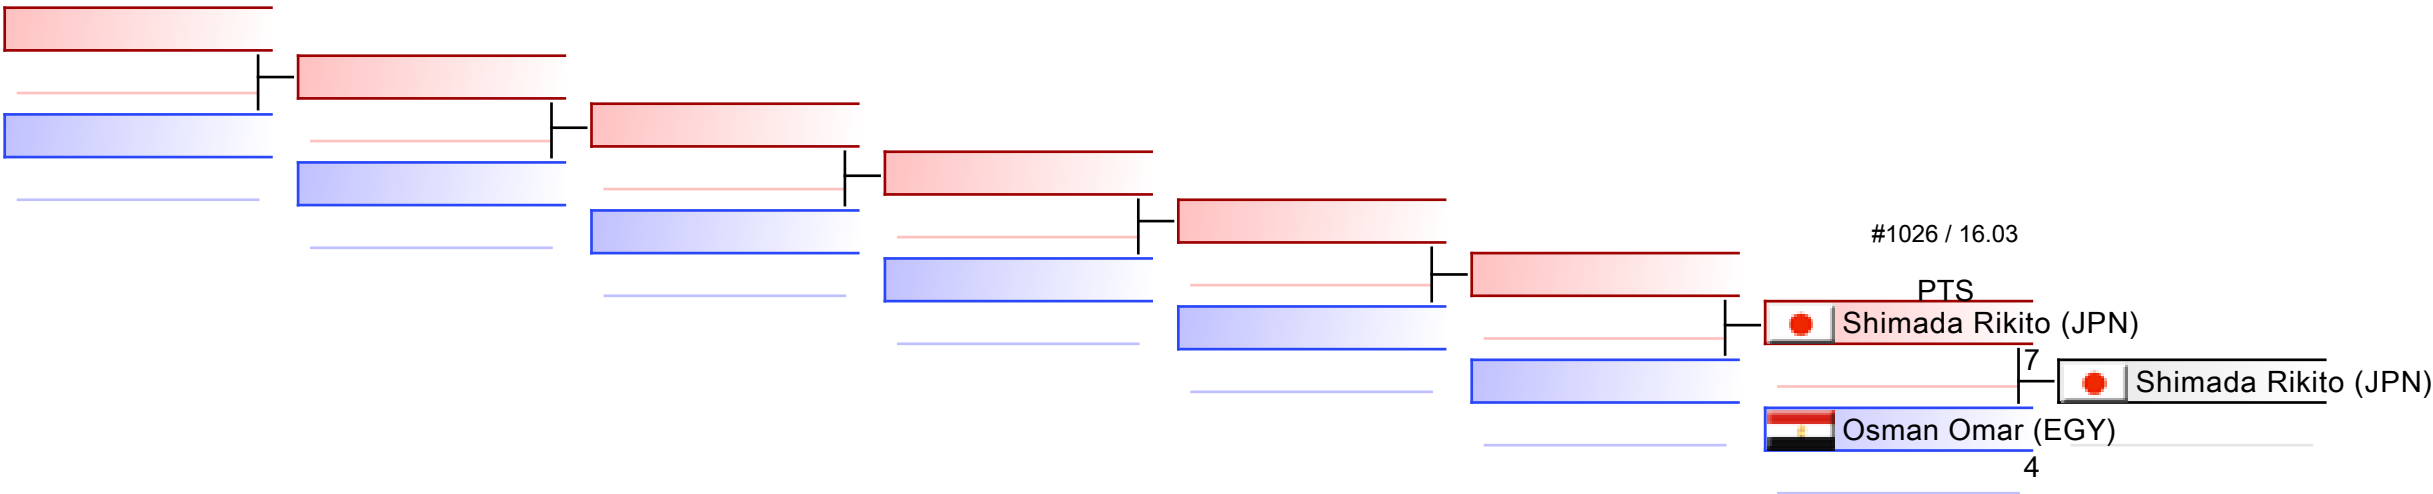 #1026 / 16.03
PTS
Shimada Rikito (JPN)
7
Shimada Rikito (JPN)
Osman Omar (EGY)
4